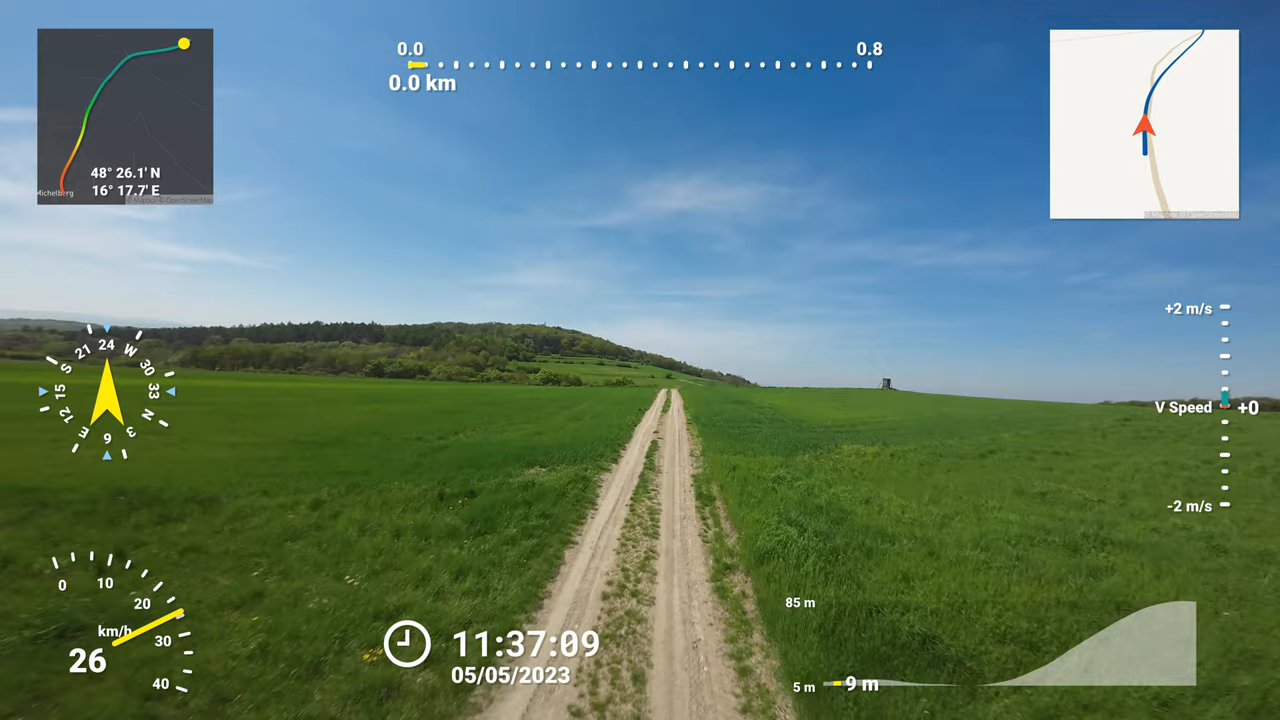 0.0
0.8
0.0 km
48° 26.1' N
16° 17.7' E
Michelberg
© Mapbox © OpenStreetMap
+2 m/s
V Speed
+0
-2 m/s
24
W
30
33
N
3
6
E
12
15
S
21
0
10
20
30
40
km/h
26
11:37:09
05/05/2023
85 m
5 m
9 m